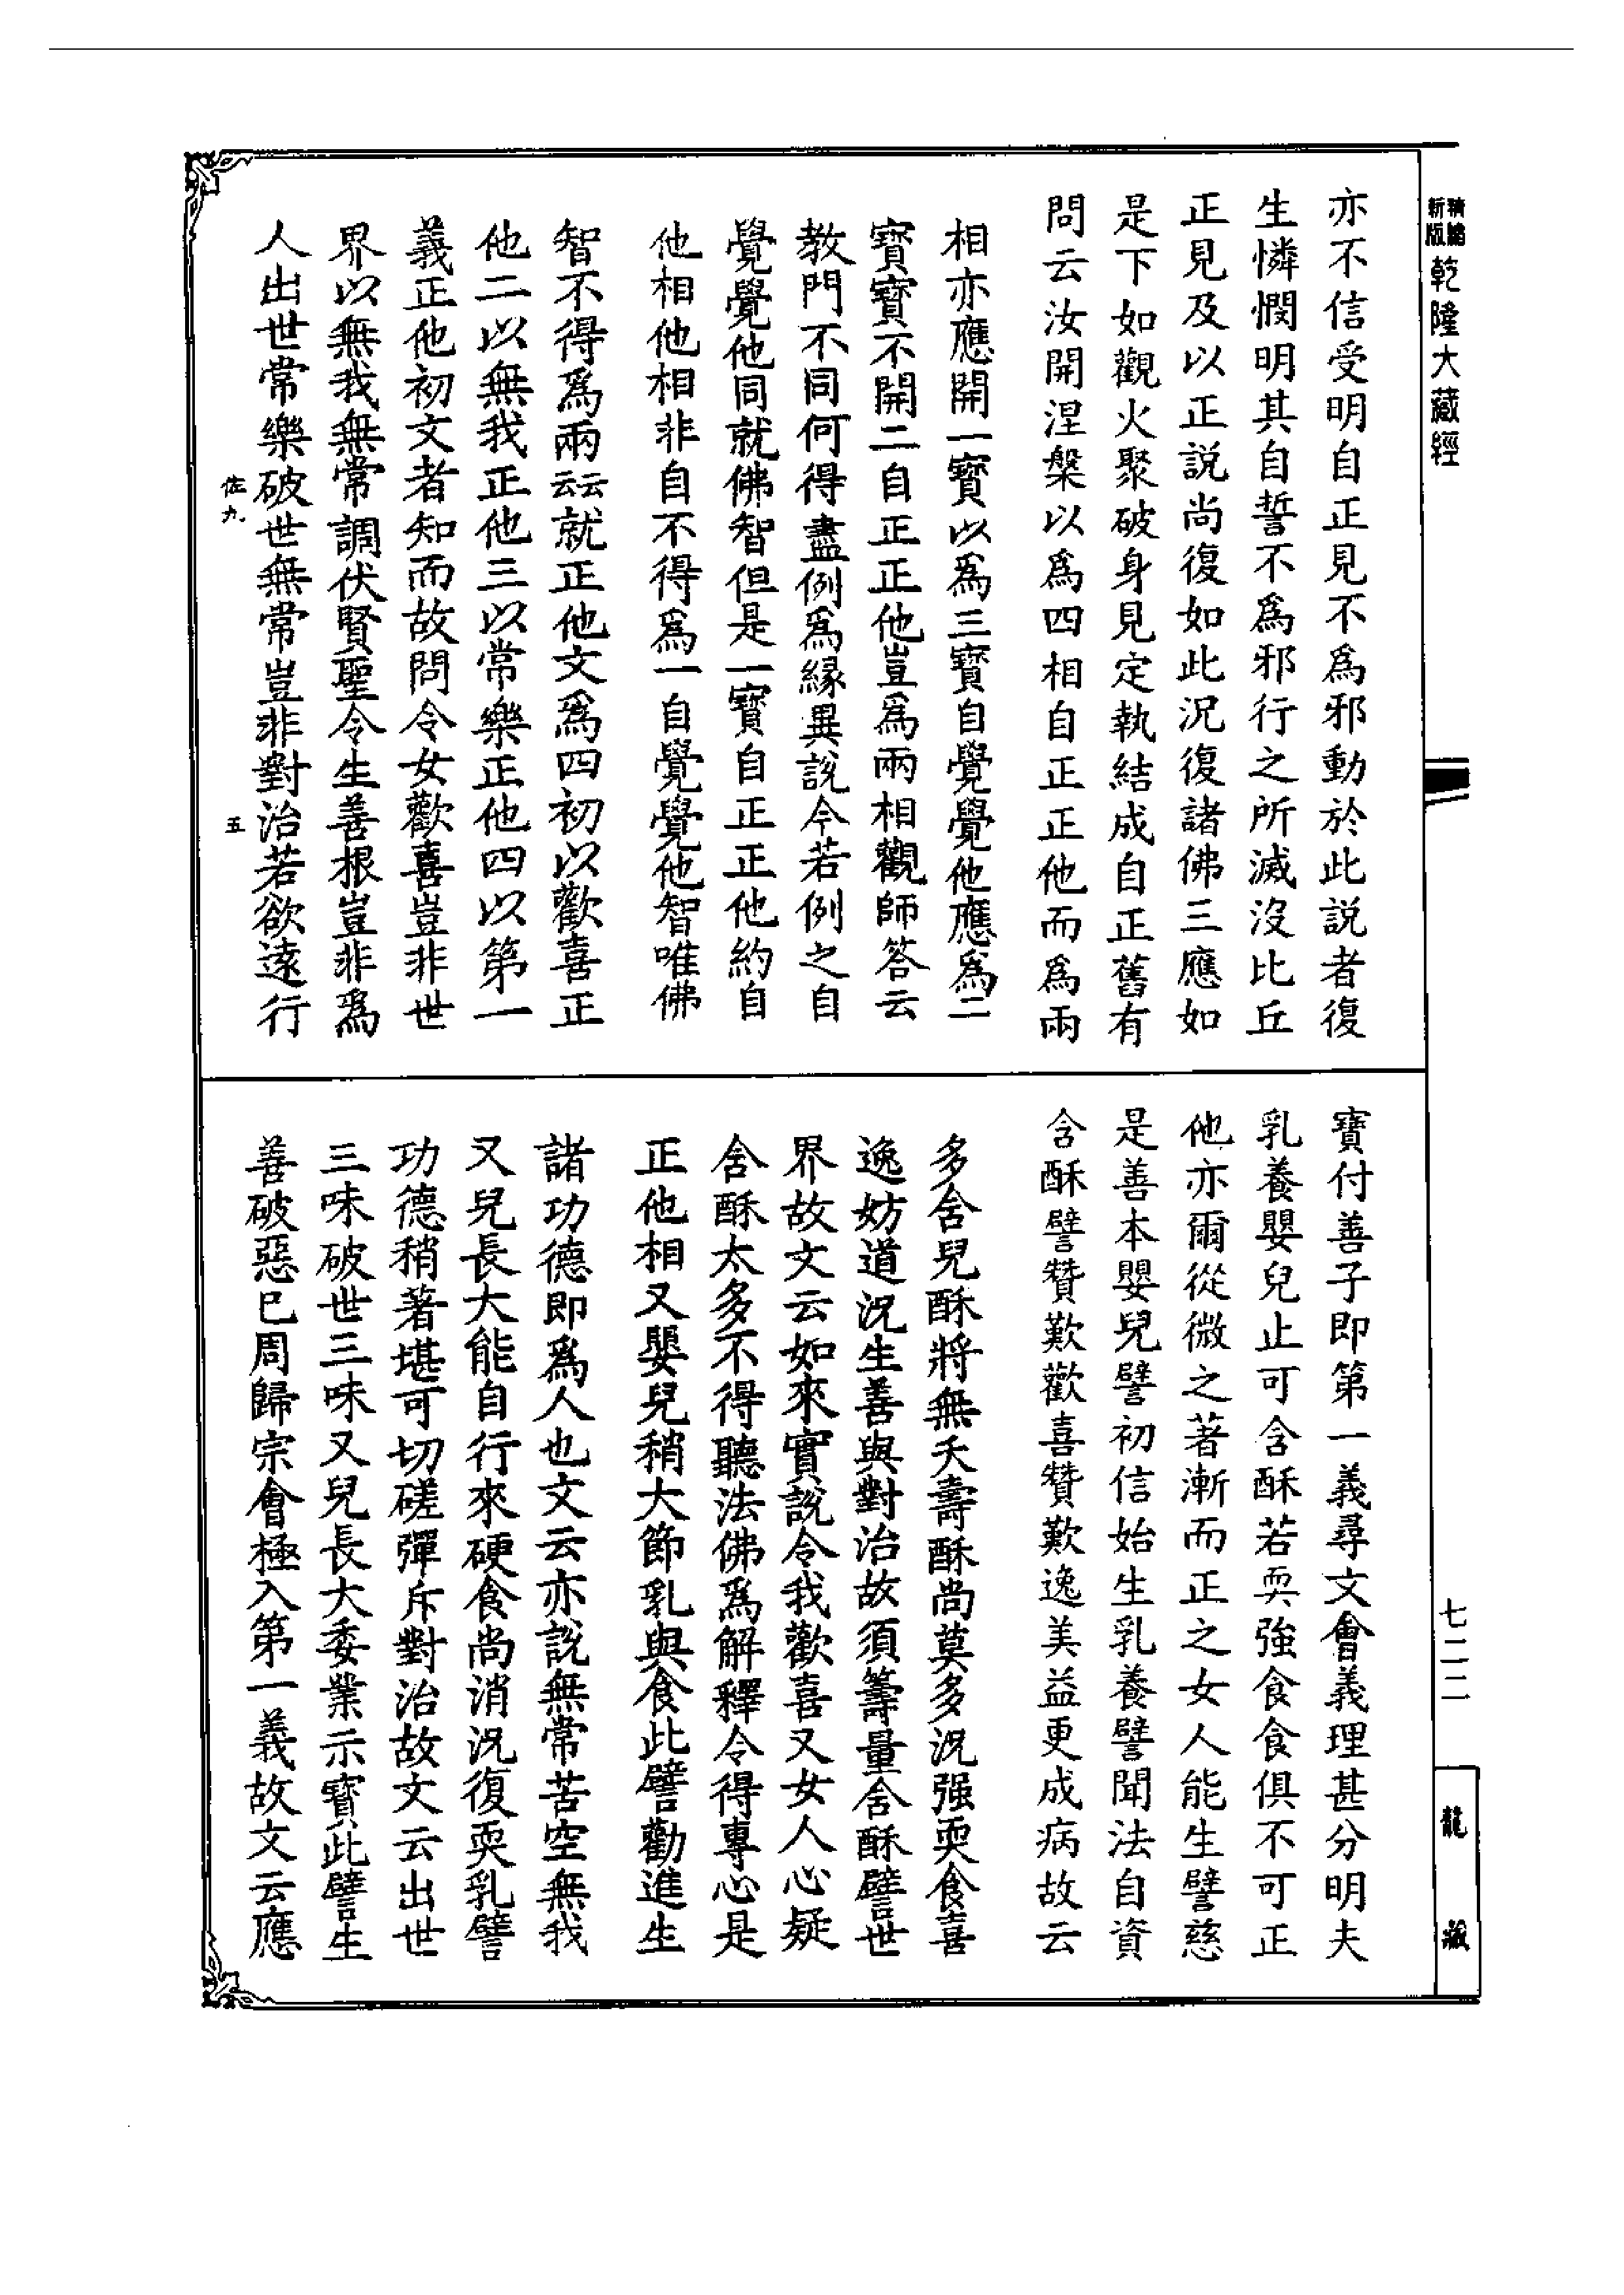 精縮新版乾隆大藏經
亦不信受明自正見不爲邪動於此説者復
生憐憫明其自誓不爲邪行之所滅沒比丘
正見及以正説尚復如此況復諸佛三應如
是下如觀火聚破身見定執結成自正舊有
問云汝開涅槃以爲四相自正正他而爲兩
相亦應開一寶以爲三寶自覺覺他應爲二
寶寶不開二自正正他豈爲兩相觀師答云
教門不同何得盡例爲緣異說今若例之自
覺覺他同就佛智但是一寶自正正他約自
他相他相非自不得爲一自覺覺他智唯佛
智不得爲兩云云就正他文爲四初以歡喜正
他二以無我正他三以常樂正他四以第一
義正他初文者知而故問令女歡喜豈非世
界以無我無常調伏賢聖令生善根豈非爲
人出世常樂破世無常豈非對治若欲遠行
佐九 五
寶付善子即第一義尋文會義理甚分明夫
乳養嬰兒止可含酥若耎強食食俱不可正
他亦爾從微之著漸而正之女人能生譬慈
是善本嬰兒譬初信始生乳養譬聞法自資
含酥譬贊歎歡喜贊歎逸美益更成病故云
多舍兒酥將無夭壽酥尚莫多況强耎食喜
逸妨道況生善與對治故須籌量含酥譬世
界故文云如來實說令我歡喜又女人心疑
含酥太多不得聽法佛爲解釋令得專心是
正他相又嬰兒稍大節乳與食此譬勸進生
諸功德即爲人也文云亦説無常苦空無我
又兒長大能自行來硬食尚消況復耎乳譬
功德稍著堪可切磋彈斥對治故文云出世
三味破世三味又兒長大委業示寶此譬生
善破惡已周歸宗會極入第一義故文云應
七二二
龍藏